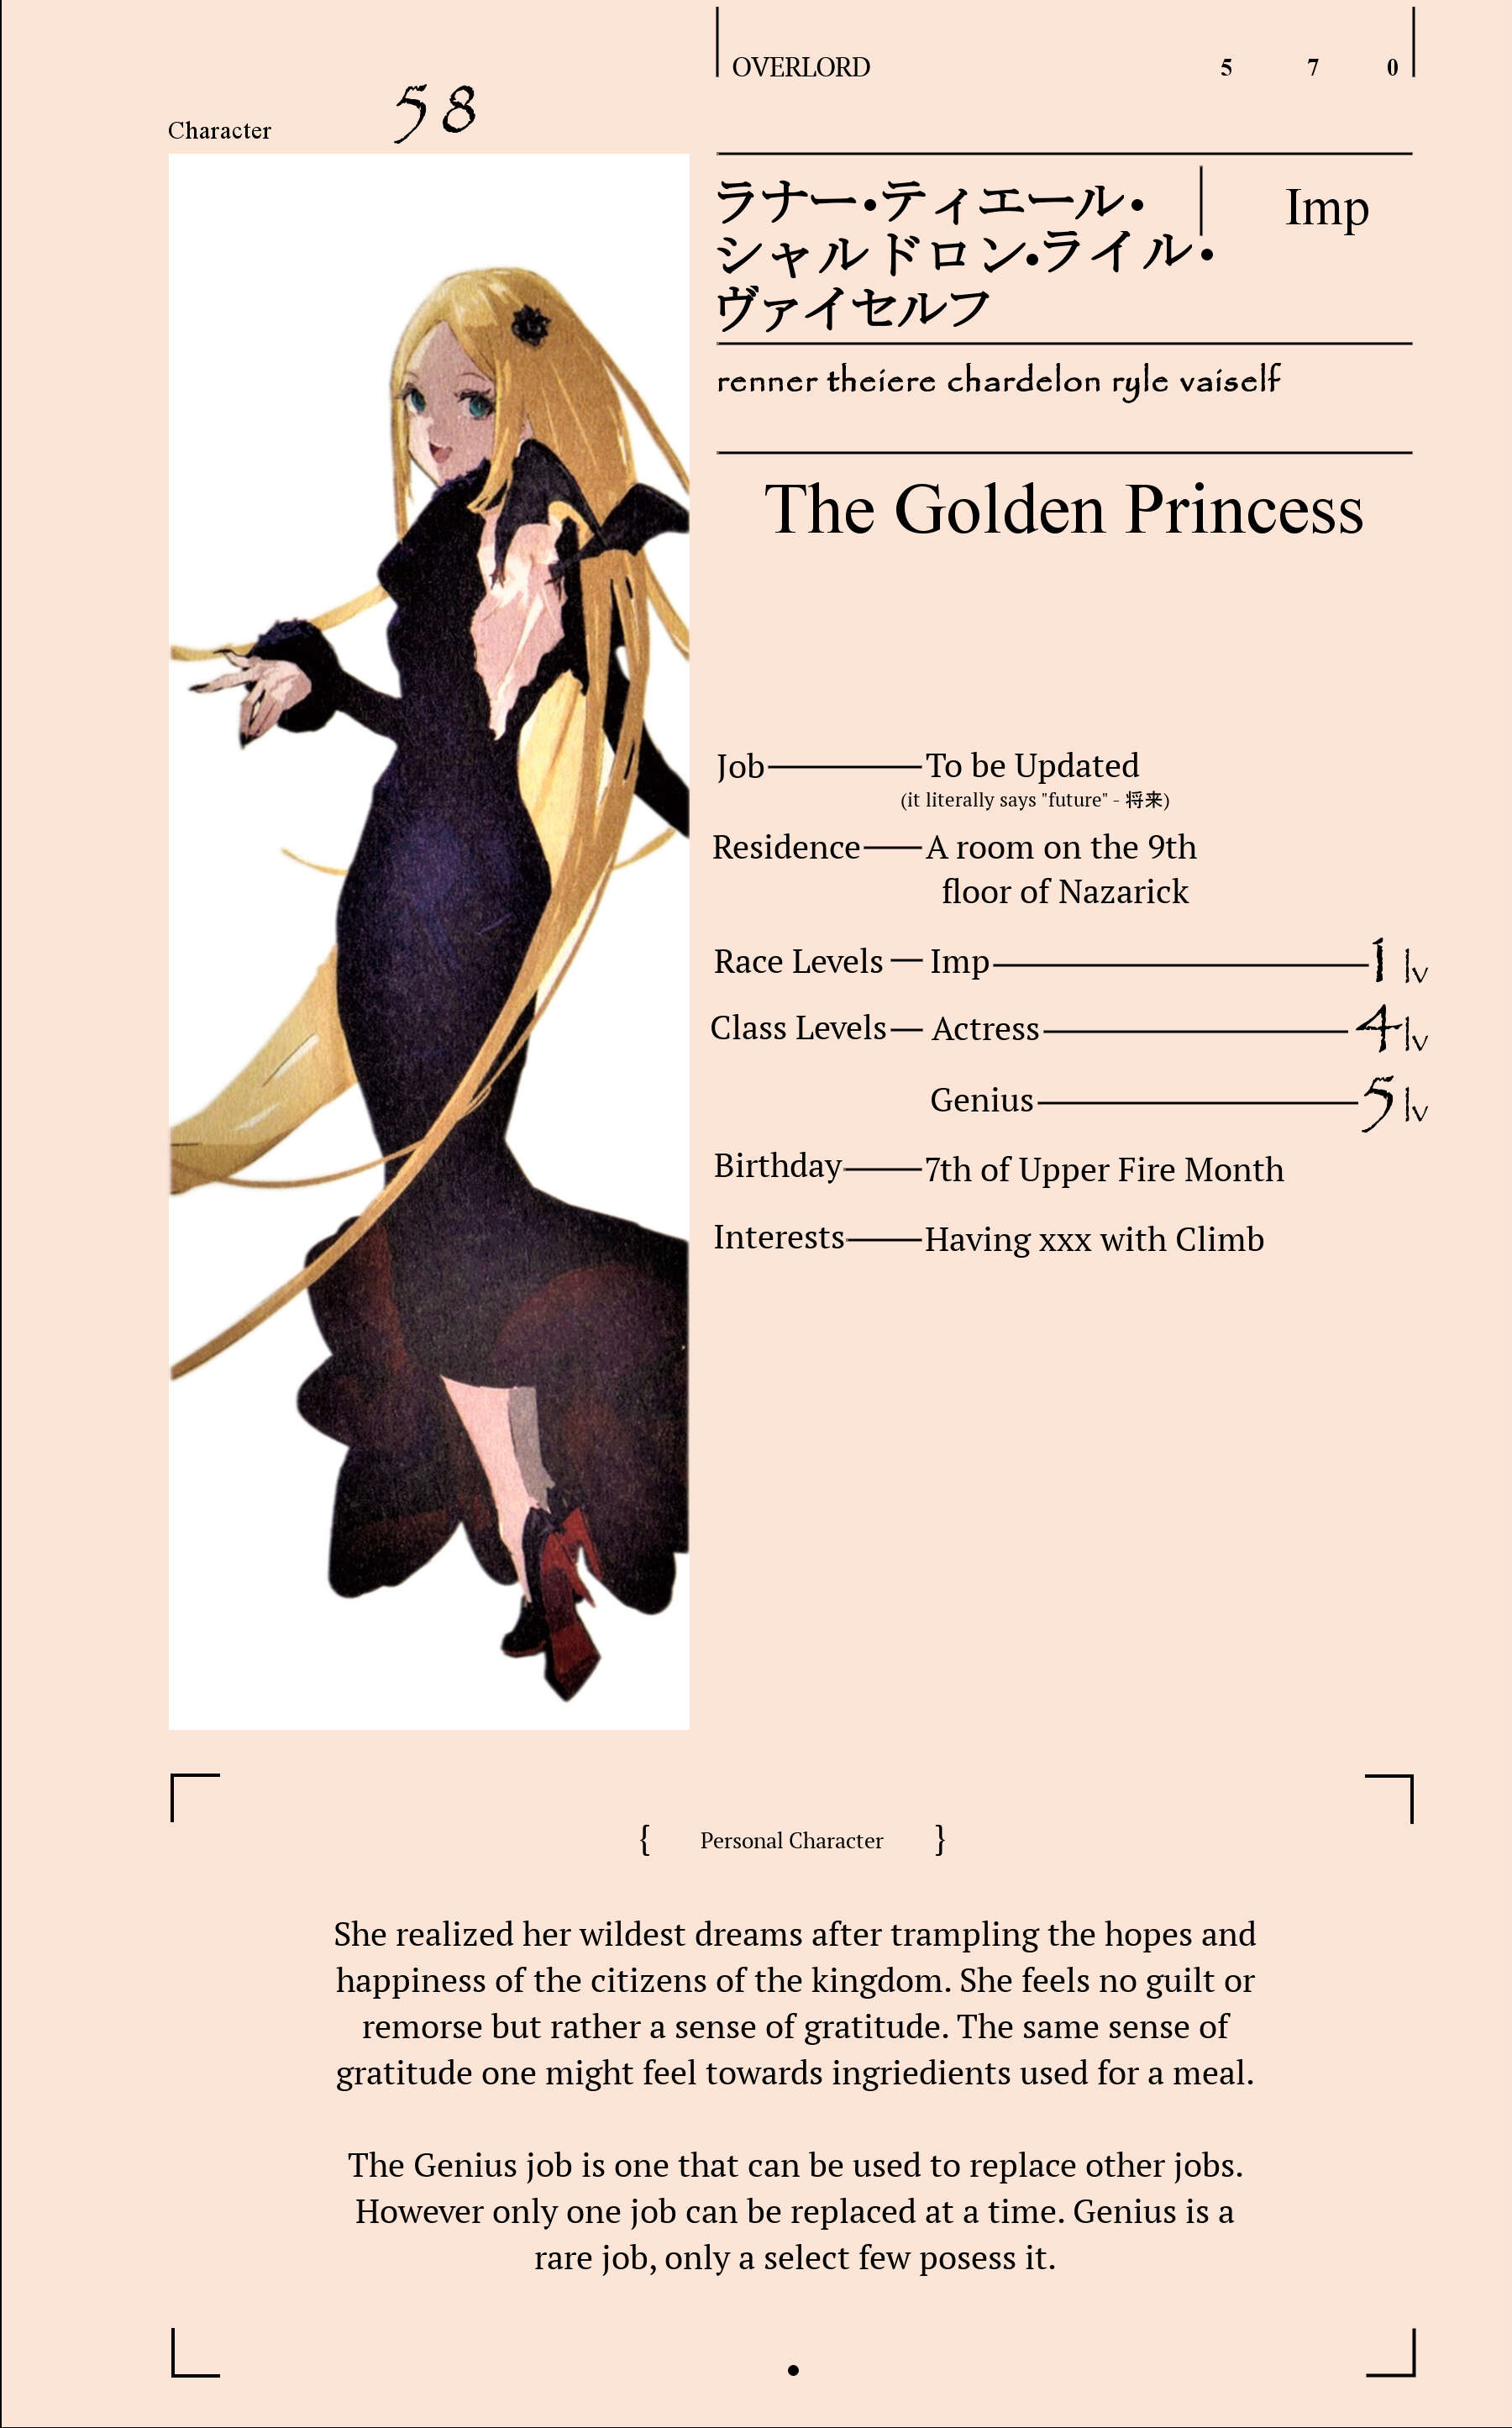 OVERLORD 5 7 0
Character 58
ラナー・ティエール・
シャルドロン・ライル・
ヴァイセルフ
Imp
renner theiere chardelon ryle vaiself
The Golden Princess
Job To be Updated
(it literally says "future" - 将来)
Residence A room on the 9th
floor of Nazarick
Race Levels Imp 1 lv
Class Levels Actress 4 lv
Genius 5 lv
Birthday 7th of Upper Fire Month
Interests Having xxx with Climb
{ Personal Character }
She realized her wildest dreams after trampling the hopes and
happiness of the citizens of the kingdom. She feels no guilt or
remorse but rather a sense of gratitude. The same sense of
gratitude one might feel towards ingriedients used for a meal.
The Genius job is one that can be used to replace other jobs.
However only one job can be replaced at a time. Genius is a
rare job, only a select few posess it.